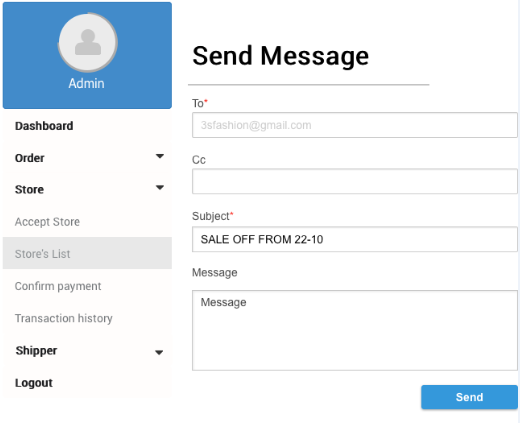 Admin
Dashboard
Order
Store
Accept Store
Store's List
Confirm payment
Transaction history
Shipper
Logout
Send Message
To*
3sfashion@gmail.com
Cc
Subject*
SALE OFF FROM 22-10
Message
Message
Send